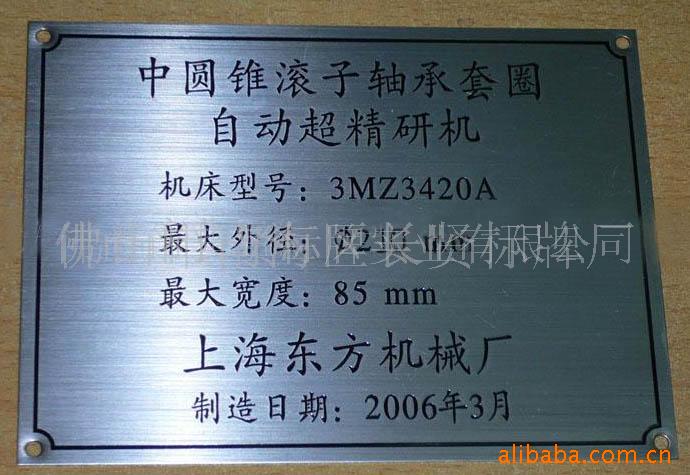 中圆锥滚子轴承套圈
自动超精研机
机床型号：3MZ3420A
最大外径：
mm
最大宽度：85 mm
上海东方机械厂
制造日期：2006年3月
alibaba.com.cn